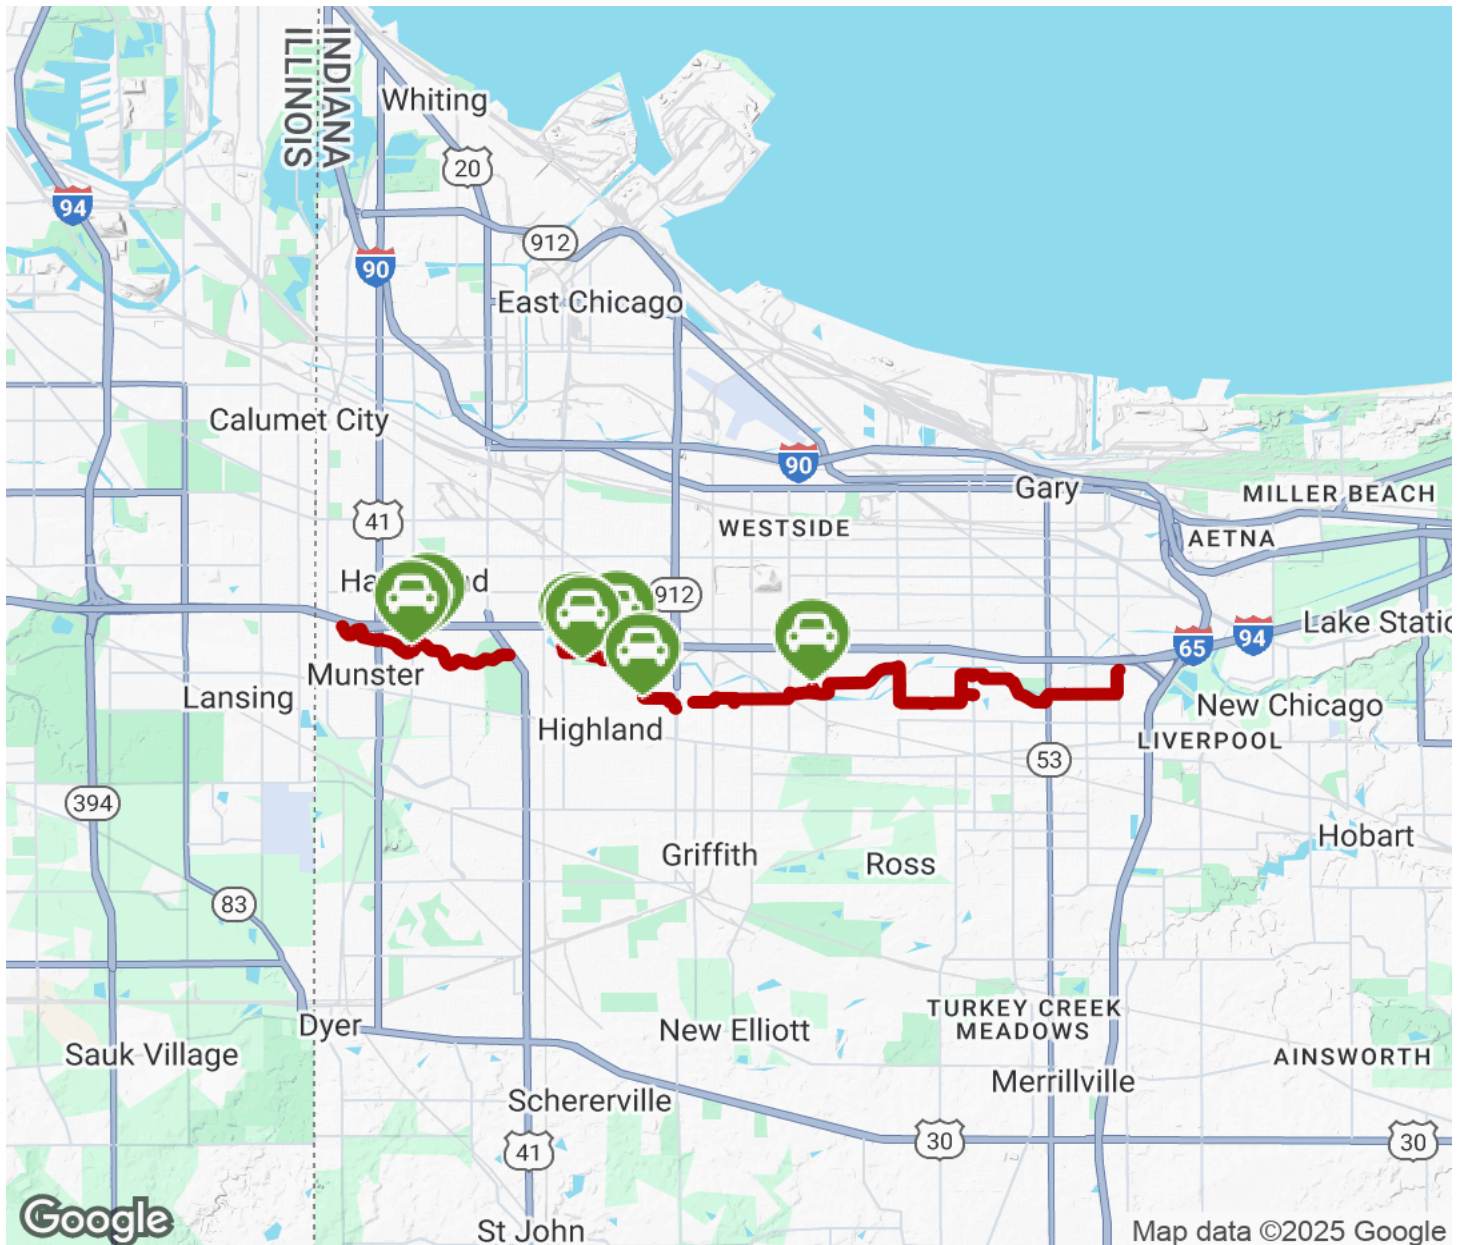 INDIANA
ILLINOIS
Whiting
20
94
912
90
East Chicago
Calumet City
90
Gary
MILLER BEACH
41
WESTSIDE
AETNA
912
Lake
94
65
Munster
Lansing
New Chicago
Highland
LIVERPOOL
53
394
Hobart
Griffith
Ross
83
TURKEY CREEK
MEADOWS
Dyer
New Elliott
Sauk Village
AINSWORTH
Merrillville
Schererville
30
30
41
Google
St John
Map data ©2025 Google